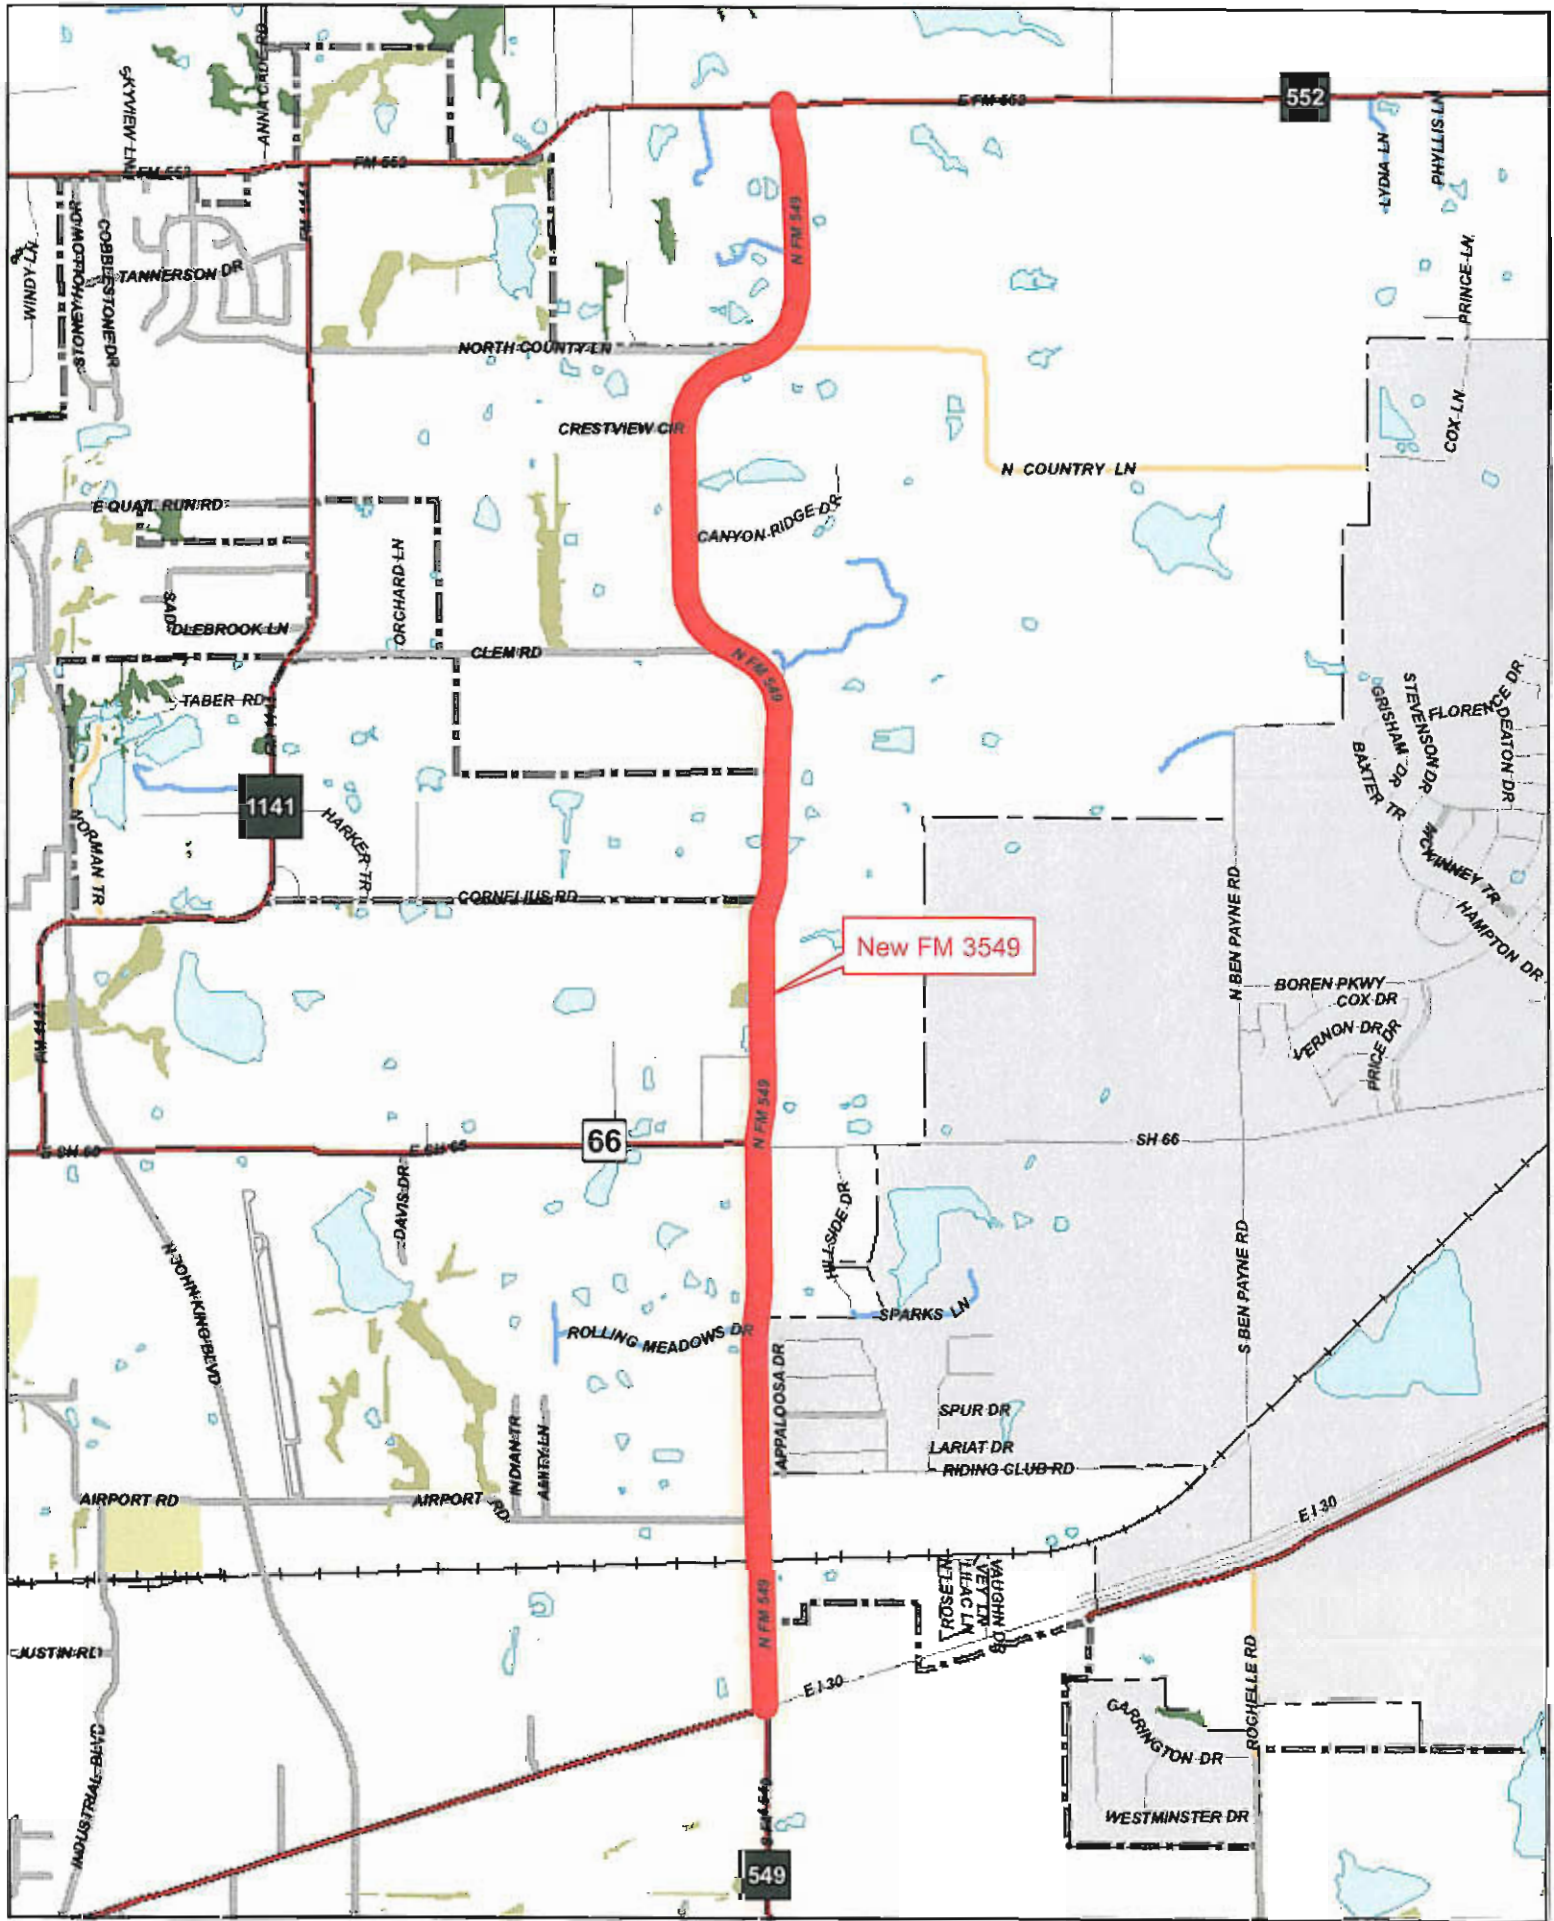 SKYVIEW LN
ANNA CADE RD
E FM 552
552
LYDIA LN
PHYLLIS LN
FM 552
FM 552
FM 1141
N FM 549
WINDY LN
STONEY HOLLOW DR
COBBLESTONE DR
TANNERSON DR
PRINCE LN
NORTH COUNTY LN
CRESTVIEW CIR
COX LN
N COUNTRY LN
E QUAIL RUN RD
CANYON RIDGE DR
ORCHARD LN
SADDLEBROOK LN
CLEM RD
N FM 549
TABER RD
GRISHAM DR
STEVENSON DR
FLORENCE DR
DEATON DR
BAXTER TR
1141
HARKER TR
NORMAN TR
MCKINNEY TR
CORNELIUS RD
N BEN PAYNE RD
HAMPTON DR
New FM 3549
BOREN PKWY
COX DR
VERNON DR
PRICE DR
FM 1141
N FM 549
66
SH 66
E SH 66
E SH 66
DAVIS DR
HILLSIDE DR
N JOHN KING BLVD
S BEN PAYNE RD
SPARKS LN
ROLLING MEADOWS DR
APPALOOSA DR
SPUR DR
INDIAN TR
AMITY LN
LARIAT DR
RIDING CLUB RD
AIRPORT RD
AIRPORT RD
E I 30
N FM 549
ROSE LN
LILAC LN
VEY LN
VAUGHN DR
JUSTIN RD
E I 30
ROCHELLE RD
GARRINGTON DR
INDUSTRIAL BLVD
WESTMINSTER DR
S FM 549
549